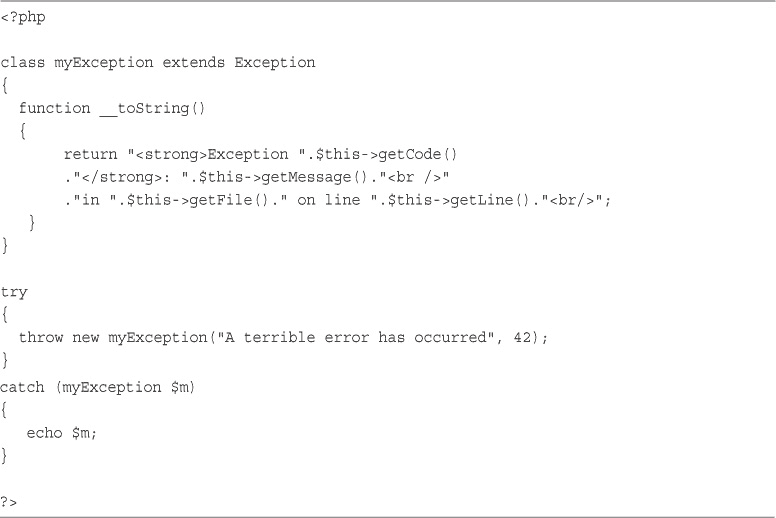 <?php

class myException extends Exception
{
  function __toString()
  {
       return "<strong>Exception ".$this->getCode()
       ."</strong>: ".$this->getMessage()."<br />"
       ."in ".$this->getFile()." on line ".$this->getLine()."<br/>";
   }
}

try
{
  throw new myException("A terrible error has occurred", 42);
}
catch (myException $m)
{
   echo $m;
}

?>